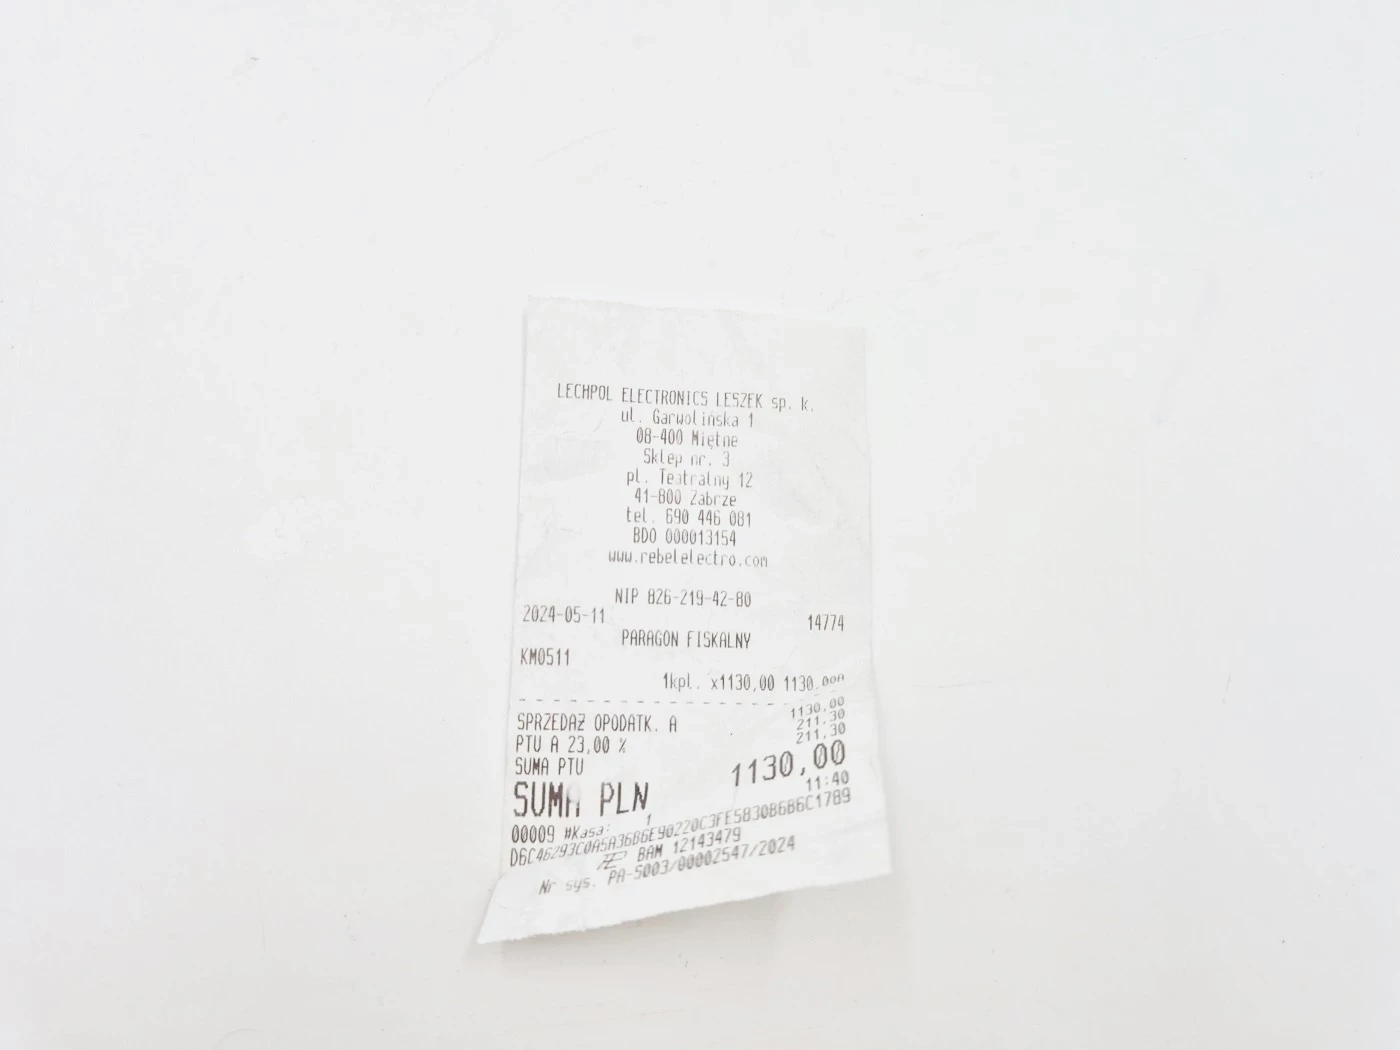 LECHPOL ELECTRONICS LESZEK sp. k.
ul. Garwolińska 1
08-400 Miętne
Sklep nr. 3
pl. Teatralny 12
41-800 Zabrze
tel. 690 446 081
BDO 000013154
www.rebelelectro.com
NIP 826-219-42-80
2024-05-11 14774
PARAGON FISKALNY
KM0511
1kpl. x1130,00 1130,00A
SPRZEDAŻ OPODATK. A 1130,00
PTU A 23,00 % 211,30
SUMA PTU 211,30
SUMA PLN 1130,00
00009 #Kasa: 1 11:40
D6C46293C0A5A36B6E90220C3FE5B30B6B6C1789
BAM 12143479
Nr sys. PA-5003/00002547/2024